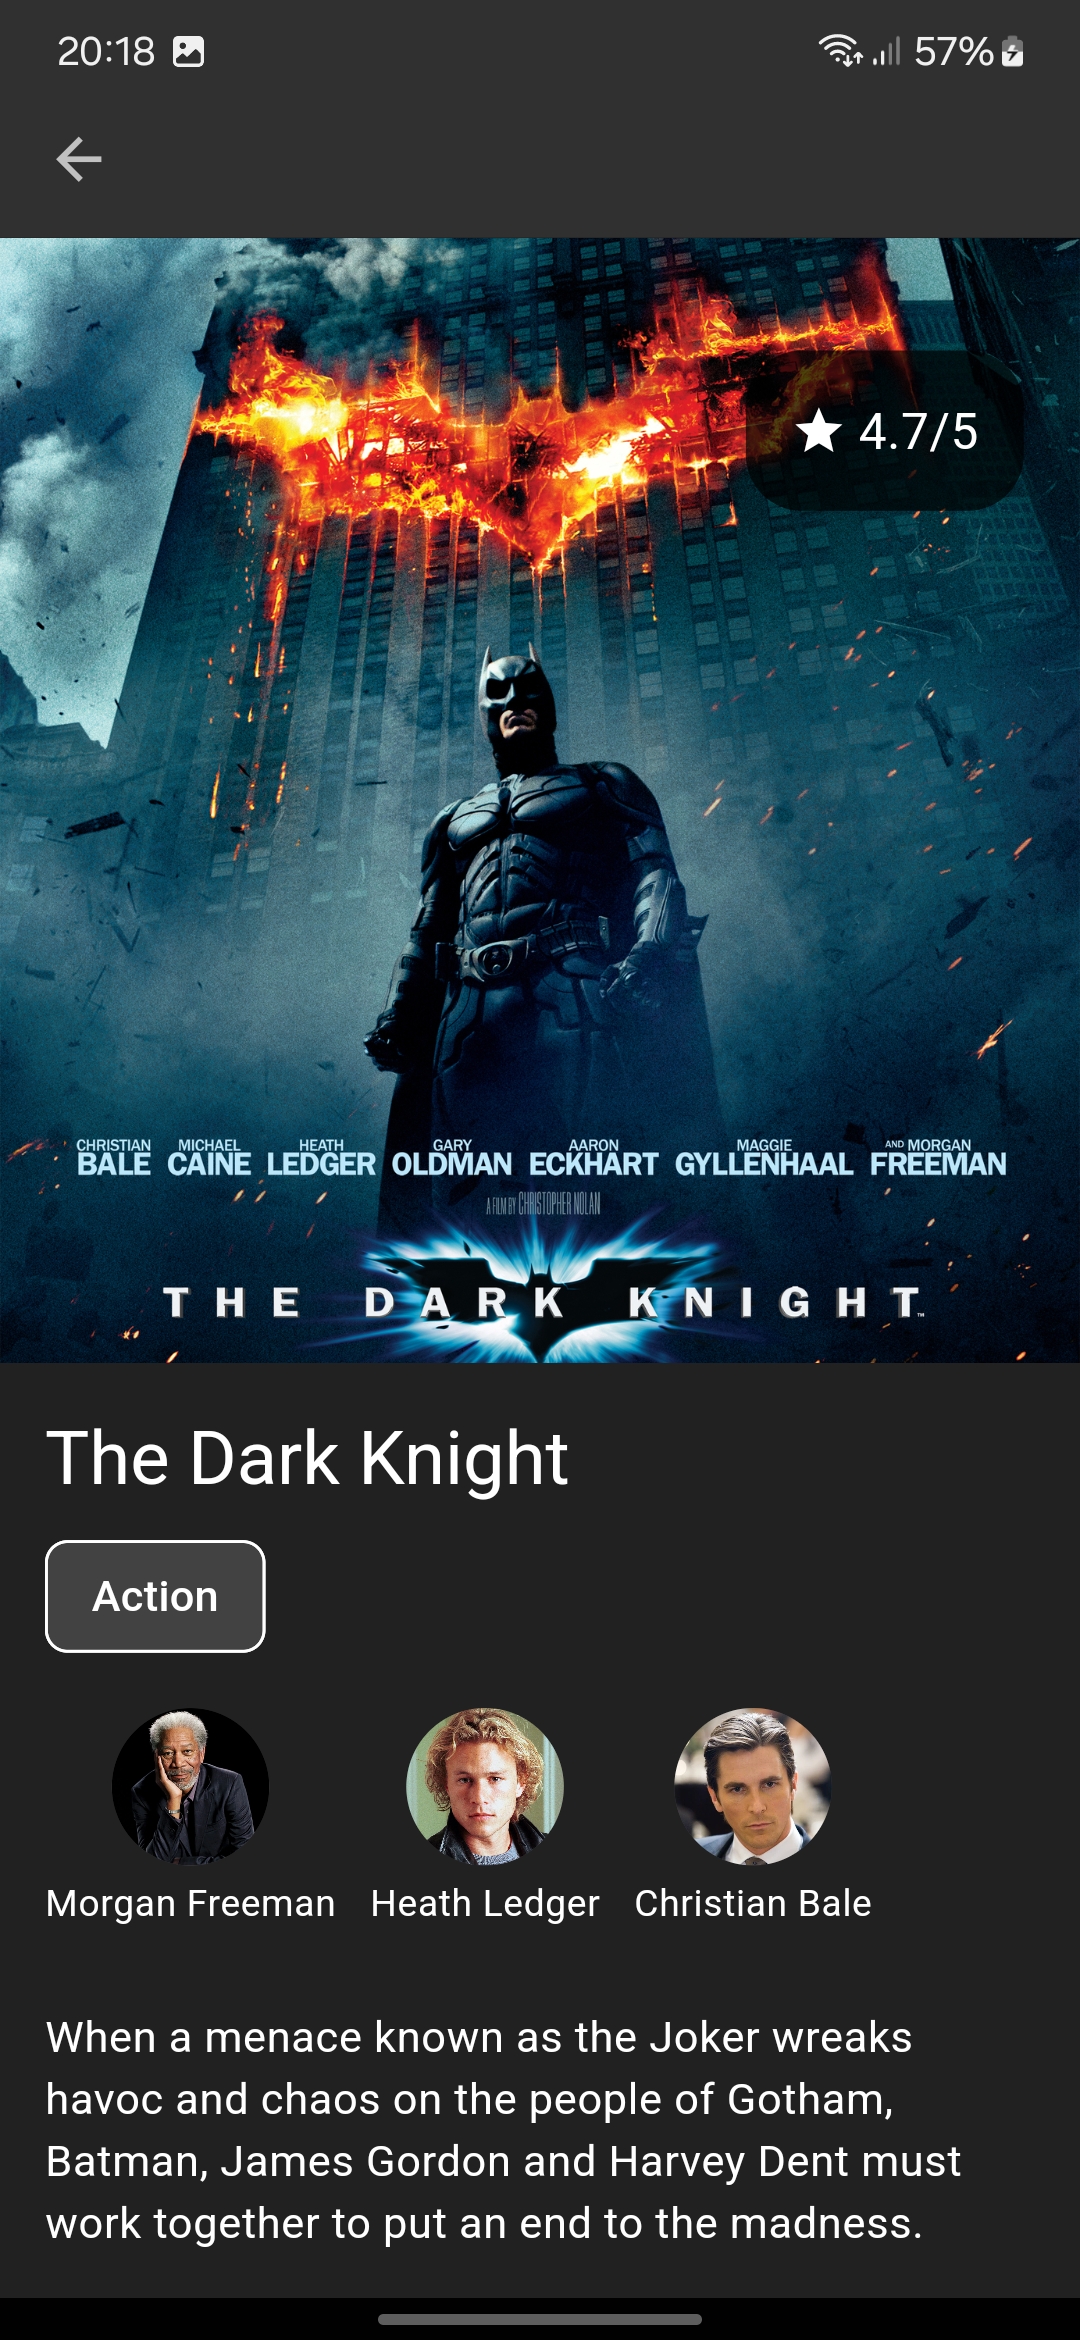 20:18
57%
4.7/5
CHRISTIAN BALE MICHAEL CAINE HEATH LEDGER GARY OLDMAN AARON ECKHART MAGGIE GYLLENHAAL AND MORGAN FREEMAN
A FILM BY CHRISTOPHER NOLAN
THE DARK KNIGHT™
The Dark Knight
Action
Morgan Freeman Heath Ledger Christian Bale
When a menace known as the Joker wreaks
havoc and chaos on the people of Gotham,
Batman, James Gordon and Harvey Dent must
work together to put an end to the madness.